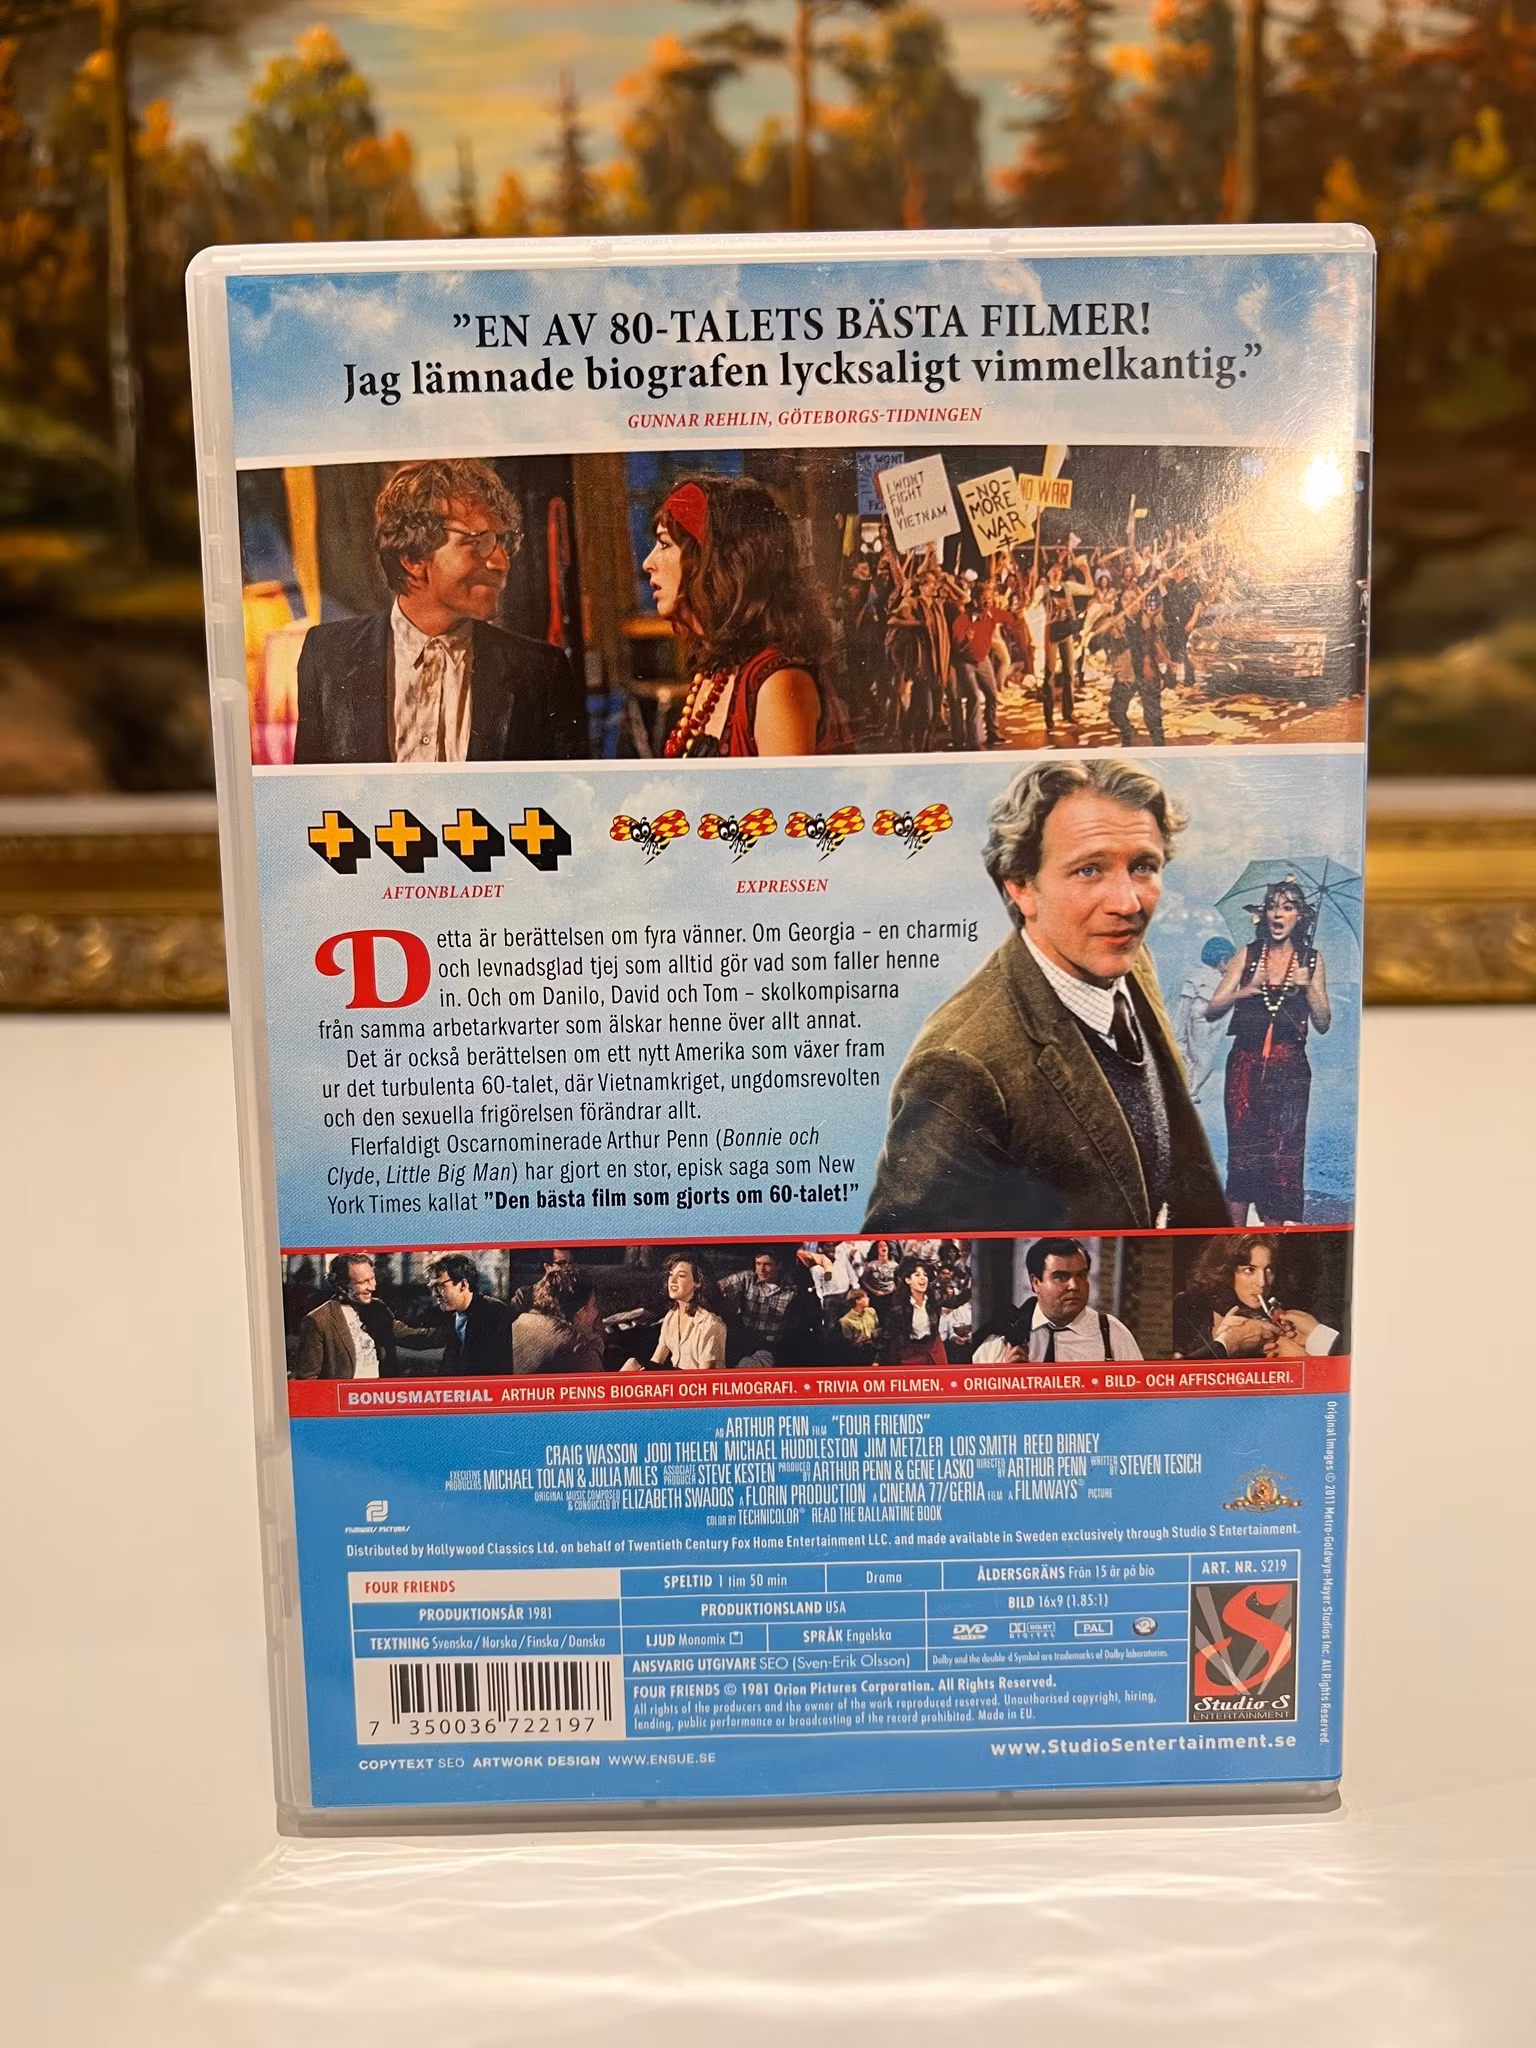 ”EN AV 80-TALETS BÄSTA FILMER!
Jag lämnade biografen lycksaligt vimmelkantig.”
GUNNAR REHLIN, GÖTEBORGS-TIDNINGEN
I WONT
FIGHT
IN
VIETNAM
-NO-
MORE
WAR
NO WAR
AFTONBLADET
EXPRESSEN
Detta är berättelsen om fyra vänner. Om Georgia – en charmig
och levnadsglad tjej som alltid gör vad som faller henne
in. Och om Danilo, David och Tom – skolkompisarna
från samma arbetarkvarter som älskar henne över allt annat.
Det är också berättelsen om ett nytt Amerika som växer fram
ur det turbulenta 60-talet, där Vietnamkriget, ungdomsrevolten
och den sexuella frigörelsen förändrar allt.
Flerfaldigt Oscarnominerade Arthur Penn (Bonnie och
Clyde, Little Big Man) har gjort en stor, episk saga som New
York Times kallat ”Den bästa film som gjorts om 60-talet!”
BONUSMATERIAL ARTHUR PENNS BIOGRAFI OCH FILMOGRAFI. • TRIVIA OM FILMEN. • ORIGINALTRAILER. • BILD- OCH AFFISCHGALLERI.
AN ARTHUR PENN FILM “FOUR FRIENDS”
CRAIG WASSON JODI THELEN MICHAEL HUDDLESTON JIM METZLER LOIS SMITH REED BIRNEY
EXECUTIVE PRODUCERS MICHAEL TOLAN & JULIA MILES ASSOCIATE PRODUCER STEVE KESTEN PRODUCED BY ARTHUR PENN & GENE LASKO DIRECTED BY ARTHUR PENN WRITTEN BY STEVEN TESICH
ORIGINAL MUSIC COMPOSED & CONDUCTED BY ELIZABETH SWADOS A FLORIN PRODUCTION A CINEMA 77/GERIA FILM A FILMWAYS® PICTURE
COLOR BY TECHNICOLOR® READ THE BALLANTINE BOOK
FILMWAYS PICTURES
Distributed by Hollywood Classics Ltd. on behalf of Twentieth Century Fox Home Entertainment LLC. and made available in Sweden exclusively through Studio S Entertainment.
FOUR FRIENDS
SPELTID 1 tim 50 min
Drama
ÅLDERSGRÄNS Från 15 år på bio
ART. NR. S219
PRODUKTIONSÅR 1981
PRODUKTIONSLAND USA
BILD 16x9 (1.85:1)
TEXTNING Svenska/Norska/Finska/Danska
LJUD Monomix
SPRÅK Engelska
DVD
VIDEO
DOLBY
DIGITAL
PAL
2
ANSVARIG UTGIVARE SEO (Sven-Erik Olsson)
Dolby and the double d Symbol are trademarks of Dolby laboratories.
FOUR FRIENDS © 1981 Orion Pictures Corporation. All Rights Reserved.
All rights of the producers and the owner of the work reproduced reserved. Unauthorised copyright, hiring,
lending, public performance or broadcasting of the record prohibited. Made in EU.
S
Studio S
ENTERTAINMENT
7 350036 722197
COPYTEXT SEO ARTWORK DESIGN WWW.ENSUE.SE
www.StudioSentertainment.se
Original Images © 2011 Metro-Goldwyn-Mayer Studios Inc. All Rights Reserved.